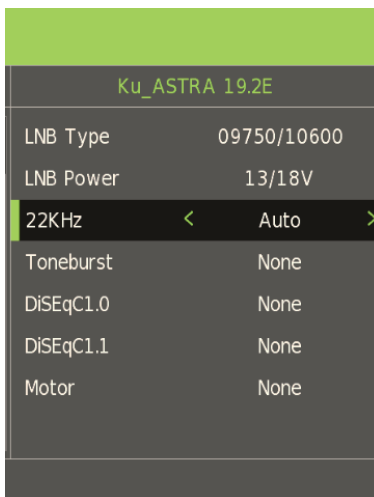 Ku_ASTRA 19.2E
LNB Type 09750/10600
LNB Power 13/18V
22KHz < Auto >
Toneburst None
DiSEqC1.0 None
DiSEqC1.1 None
Motor None